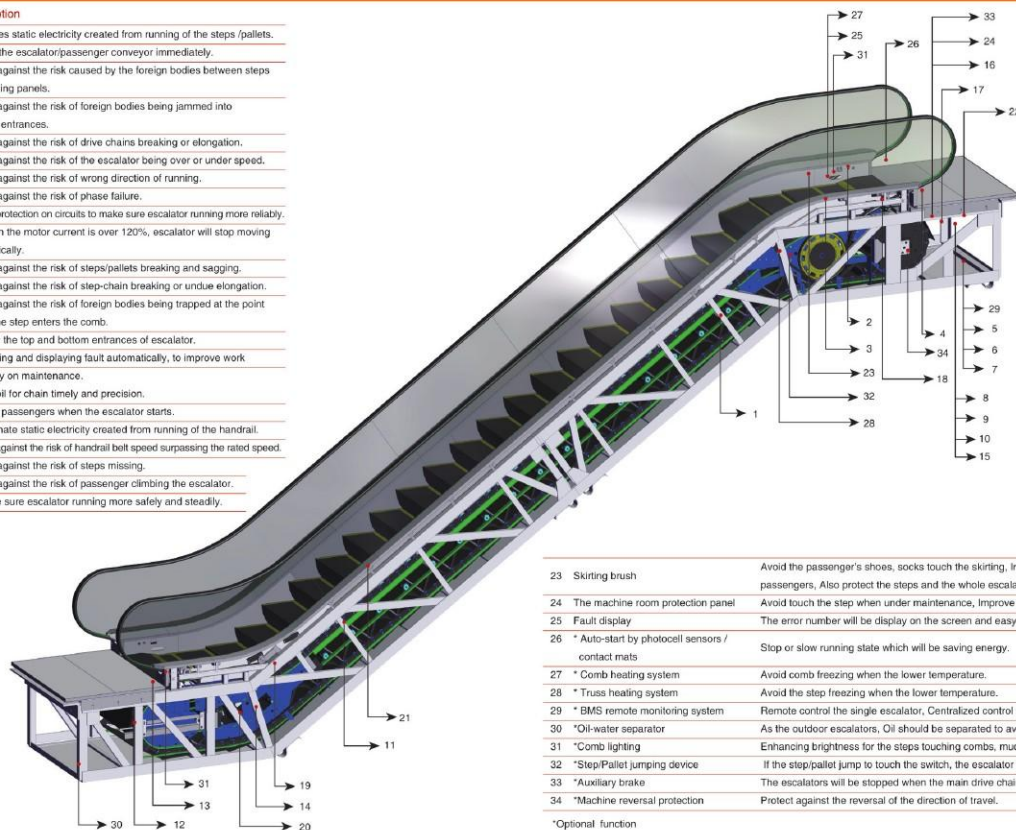 ption
es static electricity created from running of the steps /pallets.
the escalator/passenger conveyor immediately.
against the risk caused by the foreign bodies between steps
ing panels.
against the risk of foreign bodies being jammed into
entrances.
against the risk of drive chains breaking or elongation.
against the risk of the escalator being over or under speed.
against the risk of wrong direction of running.
against the risk of phase failure.
protection on circuits to make sure escalator running more reliably.
n the motor current is over 120%, escalator will stop moving
ically.
against the risk of steps/pallets breaking and sagging.
against the risk of step-chain breaking or undue elongation.
against the risk of foreign bodies being trapped at the point
e step enters the comb.
the top and bottom entrances of escalator.
ing and displaying fault automatically, to improve work
y on maintenance.
oil for chain timely and precision.
passengers when the escalator starts.
nate static electricity created from running of the handrail.
against the risk of handrail belt speed surpassing the rated speed.
against the risk of steps missing.
against the risk of passenger climbing the escalator.
e sure escalator running more safely and steadily.
27
25
31
26
33
24
16
17
22
2
3
23
32
28
1
4
34
18
29
5
6
7
8
9
10
15
21
11
19
14
20
31
13
12
30
23 Skirting brush Avoid the passenger's shoes, socks touch the skirting,
passengers, Also protect the steps and the whole escala
24 The machine room protection panel Avoid touch the step when under maintenance, Improve
25 Fault display The error number will be display on the screen and easy
26 * Auto-start by photocell sensors /
contact mats Stop or slow running state which will be saving energy.
27 * Comb heating system Avoid comb freezing when the lower temperature.
28 * Truss heating system Avoid the step freezing when the lower temperature.
29 * BMS remote monitoring system Remote control the single escalator, Centralized control
30 *Oil-water separator As the outdoor escalators, Oil should be separated to av
31 *Comb lighting Enhancing brightness for the steps touching combs, muc
32 *Step/Pallet jumping device If the step/pallet jump to touch the switch, the escalator
33 *Auxiliary brake The escalators will be stopped when the main drive chai
34 *Machine reversal protection Protect against the reversal of the direction of travel.
*Optional function